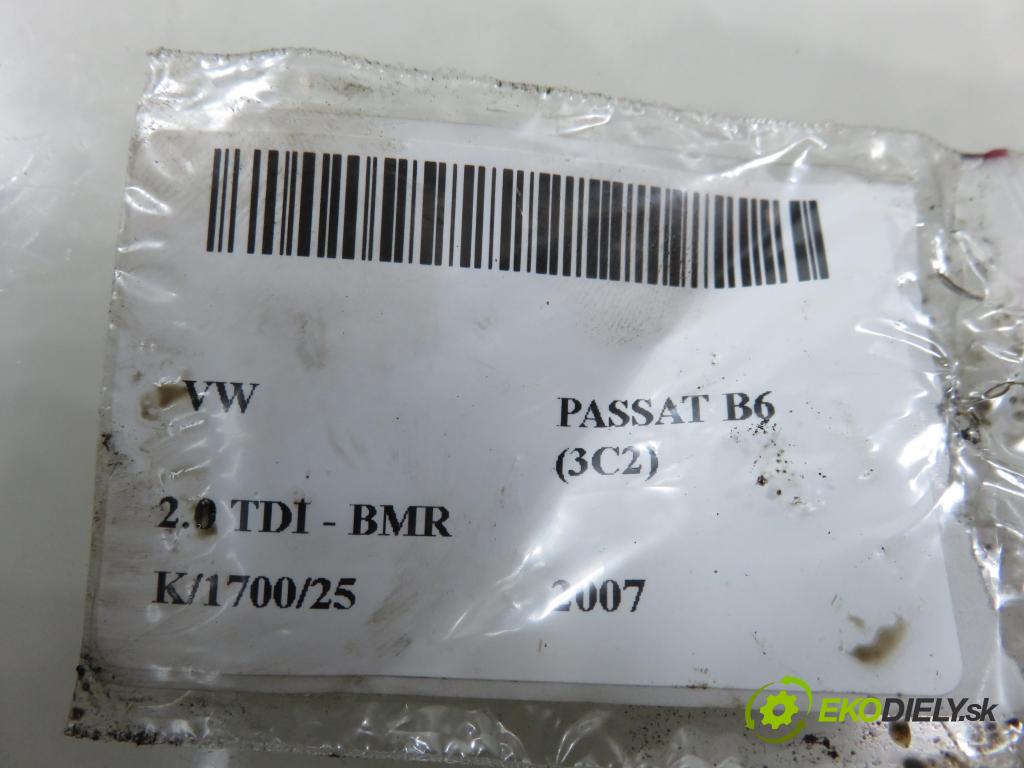 VW
PASSAT B6
(3C2)
2.0 TDI - BMR
K/1700/25
2007
EKODIELY.sk